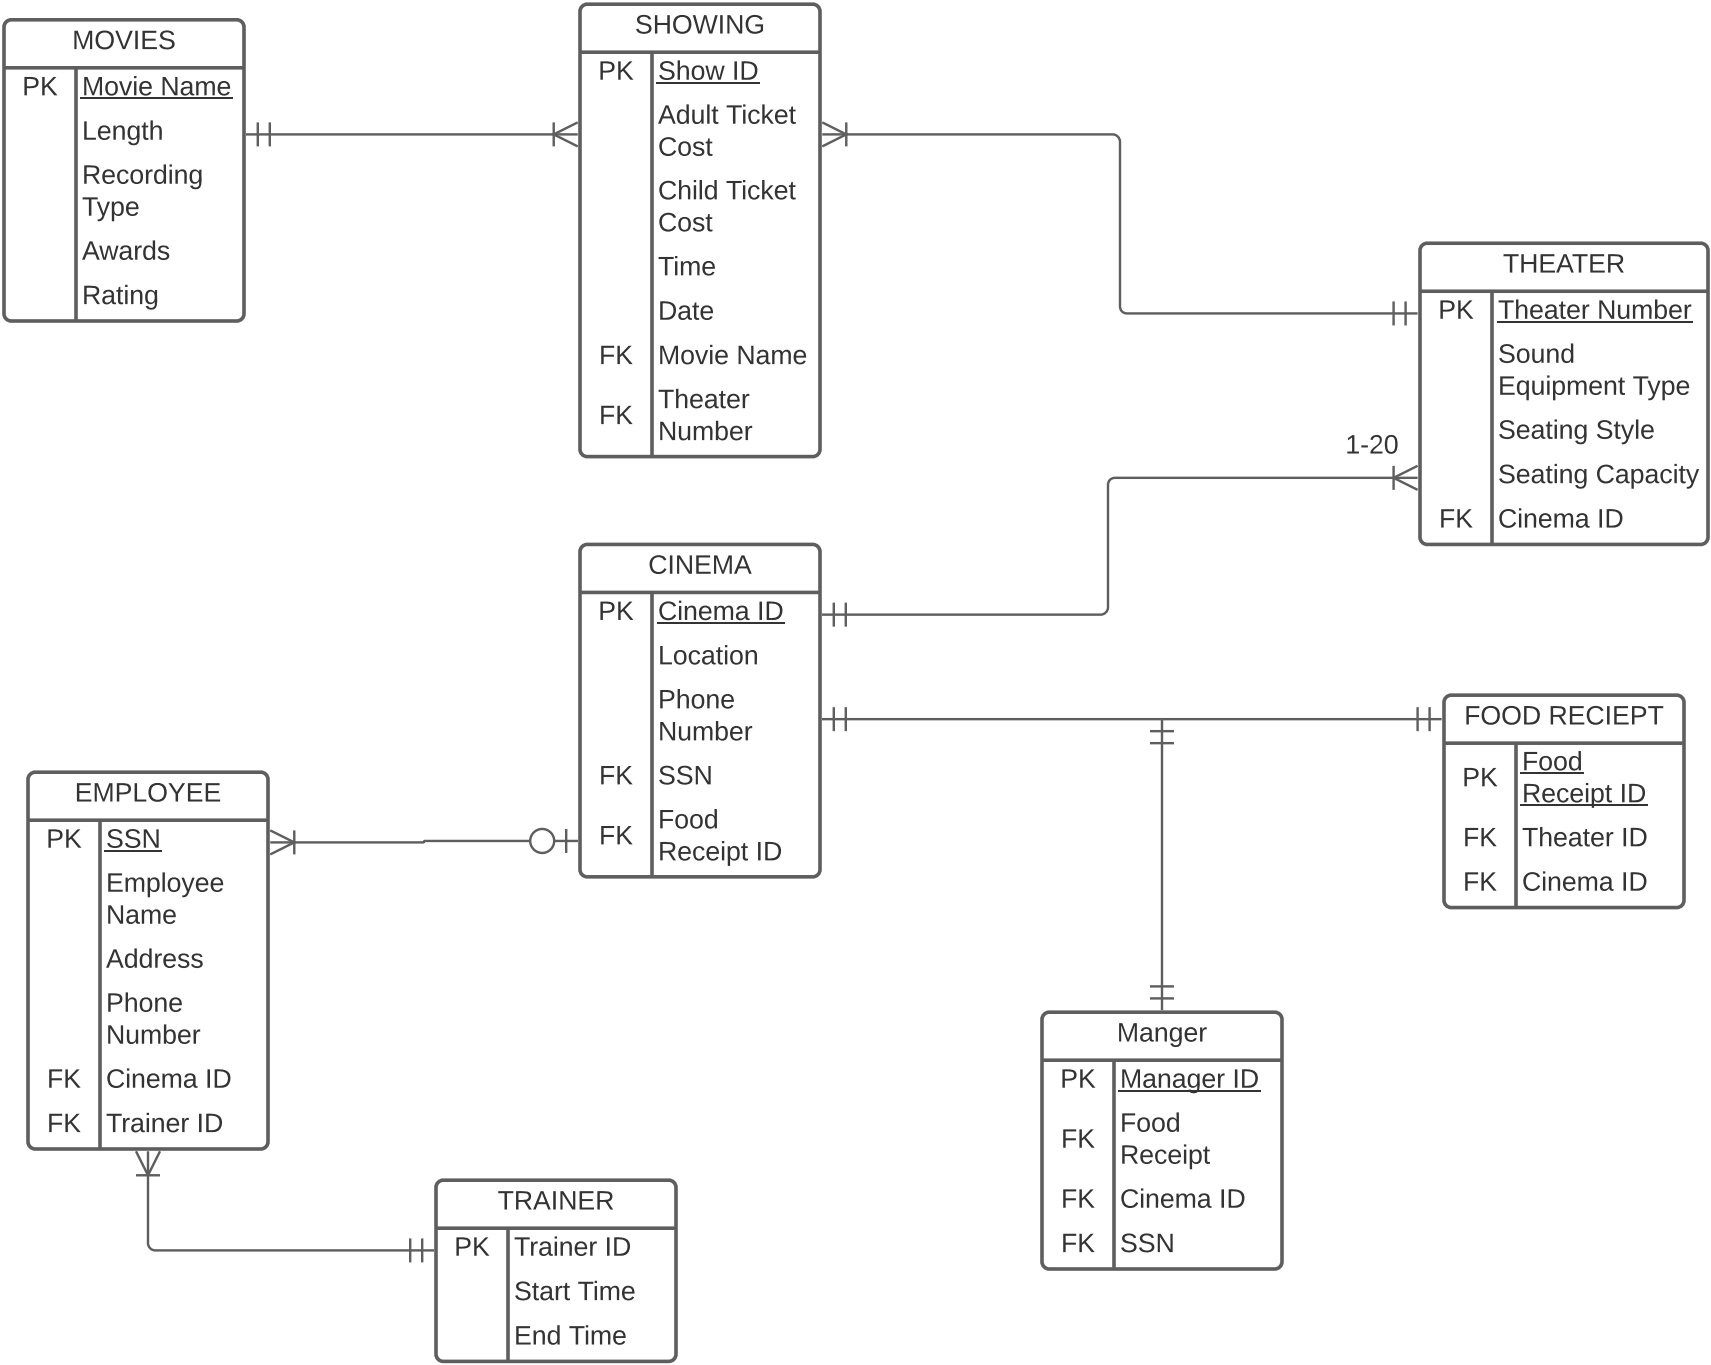 MOVIES
PK Movie Name
Length
Recording
Type
Awards
Rating
SHOWING
PK Show ID
Adult Ticket
Cost
Child Ticket
Cost
Time
Date
FK Movie Name
FK Theater
Number
THEATER
PK Theater Number
Sound
Equipment Type
Seating Style
Seating Capacity
FK Cinema ID
1-20
CINEMA
PK Cinema ID
Location
Phone
Number
FK SSN
FK Food
Receipt ID
FOOD RECIEPT
PK Food
Receipt ID
FK Theater ID
FK Cinema ID
EMPLOYEE
PK SSN
Employee
Name
Address
Phone
Number
FK Cinema ID
FK Trainer ID
Manger
PK Manager ID
FK Food
Receipt
FK Cinema ID
FK SSN
TRAINER
PK Trainer ID
Start Time
End Time